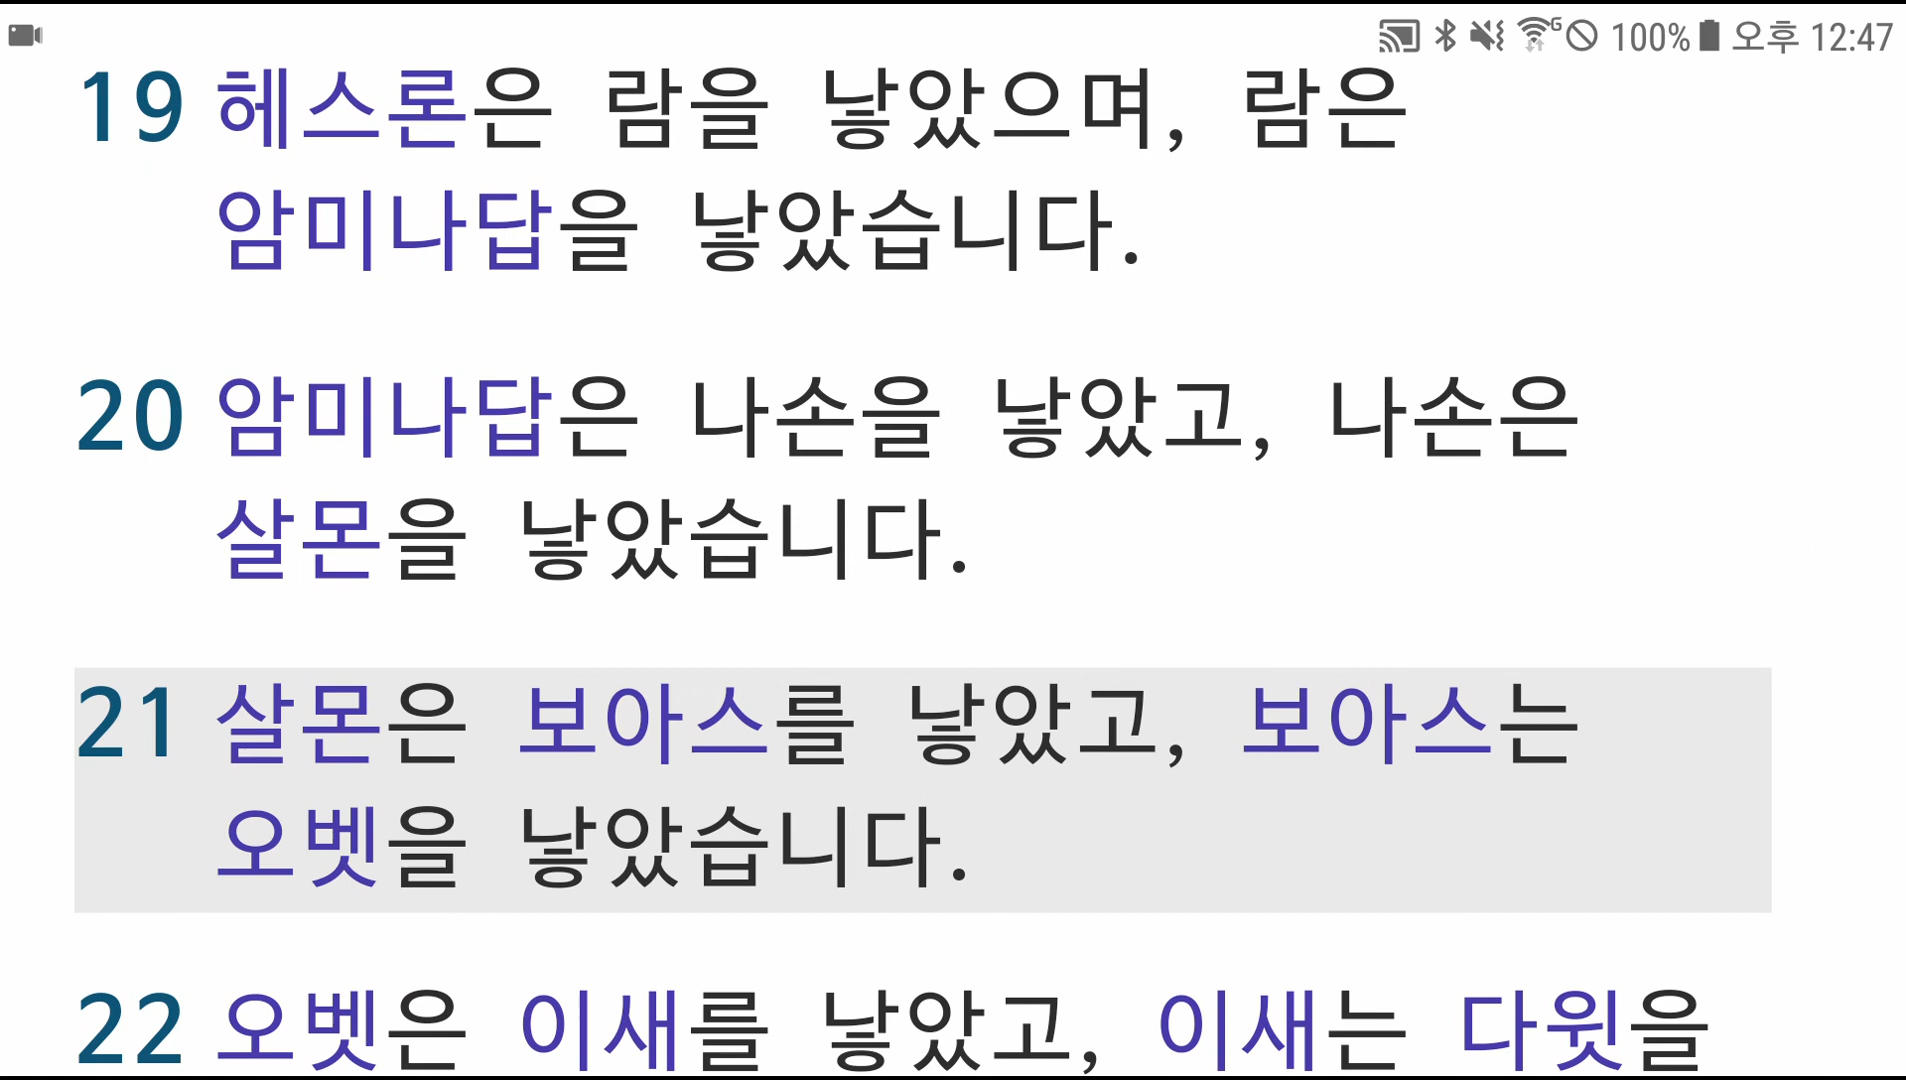 100% 오후 12:47
19 헤스론은 람을 낳았으며, 람은
암미나답을 낳았습니다.
20 암미나답은 나손을 낳았고, 나손은
살몬을 낳았습니다.
21 살몬은 보아스를 낳았고, 보아스는
오벳을 낳았습니다.
22 오벳은 이새를 낳았고, 이새는 다윗을